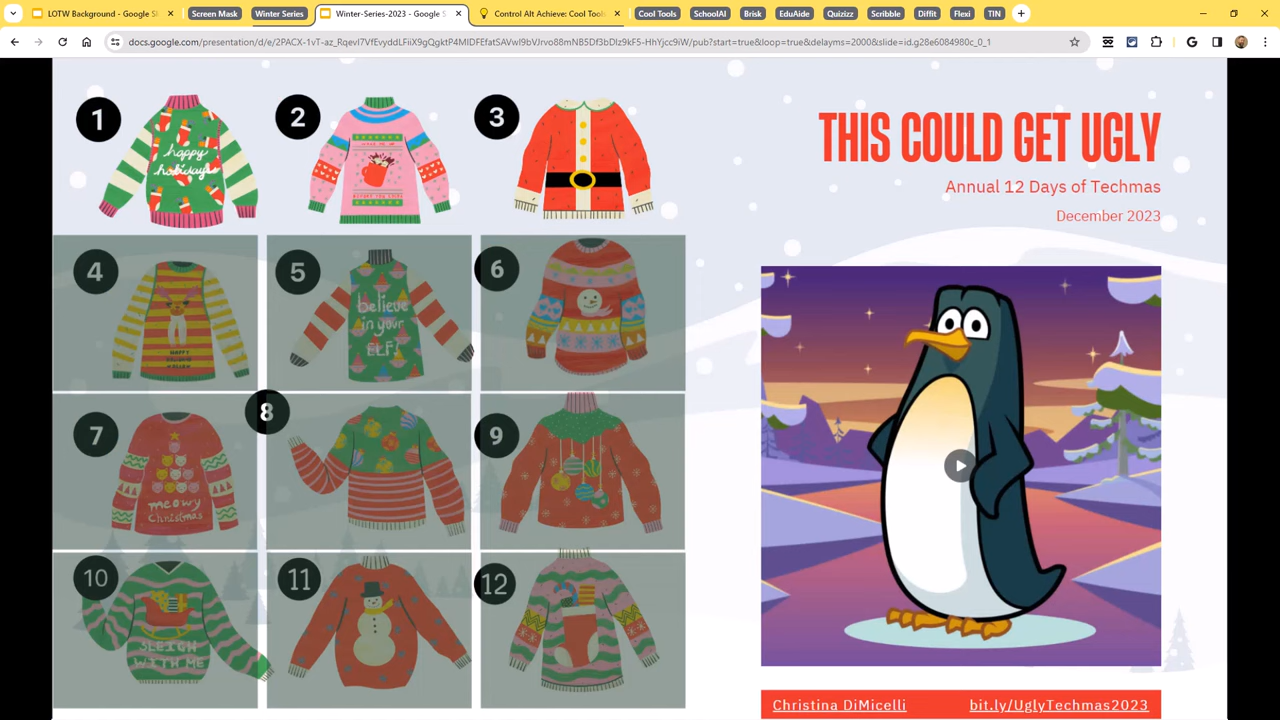 LOTW Background - Google Sl
Screen Mask
Winter Series
Winter-Series-2023 - Google S
Control Alt Achieve: Cool Tools
Cool Tools
SchoolAI
Brisk
EduAide
Quizizz
Scribble
Diffit
Flexi
TIN
docs.google.com/presentation/d/e/2PACX-1vT-az_Rqevl7VfEvyddLFiiX9gQgktP4MIDFEfatSAVwl9bVJrvo88mNB5Df3bDlz9kF5-HhYjcc9iW/pub?start=true&loop=true&delayms=2000&slide=id.g28e6084980c_0_1
1
happy
holidays
2
3
THIS COULD GET UGLY
Annual 12 Days of Techmas
December 2023
4
HAPPY
5
believe
in your
ELF!
6
7
meowy
Christmas
8
9
10
SLEIGH
WITH ME
11
12
Christina DiMicelli
bit.ly/UglyTechmas2023